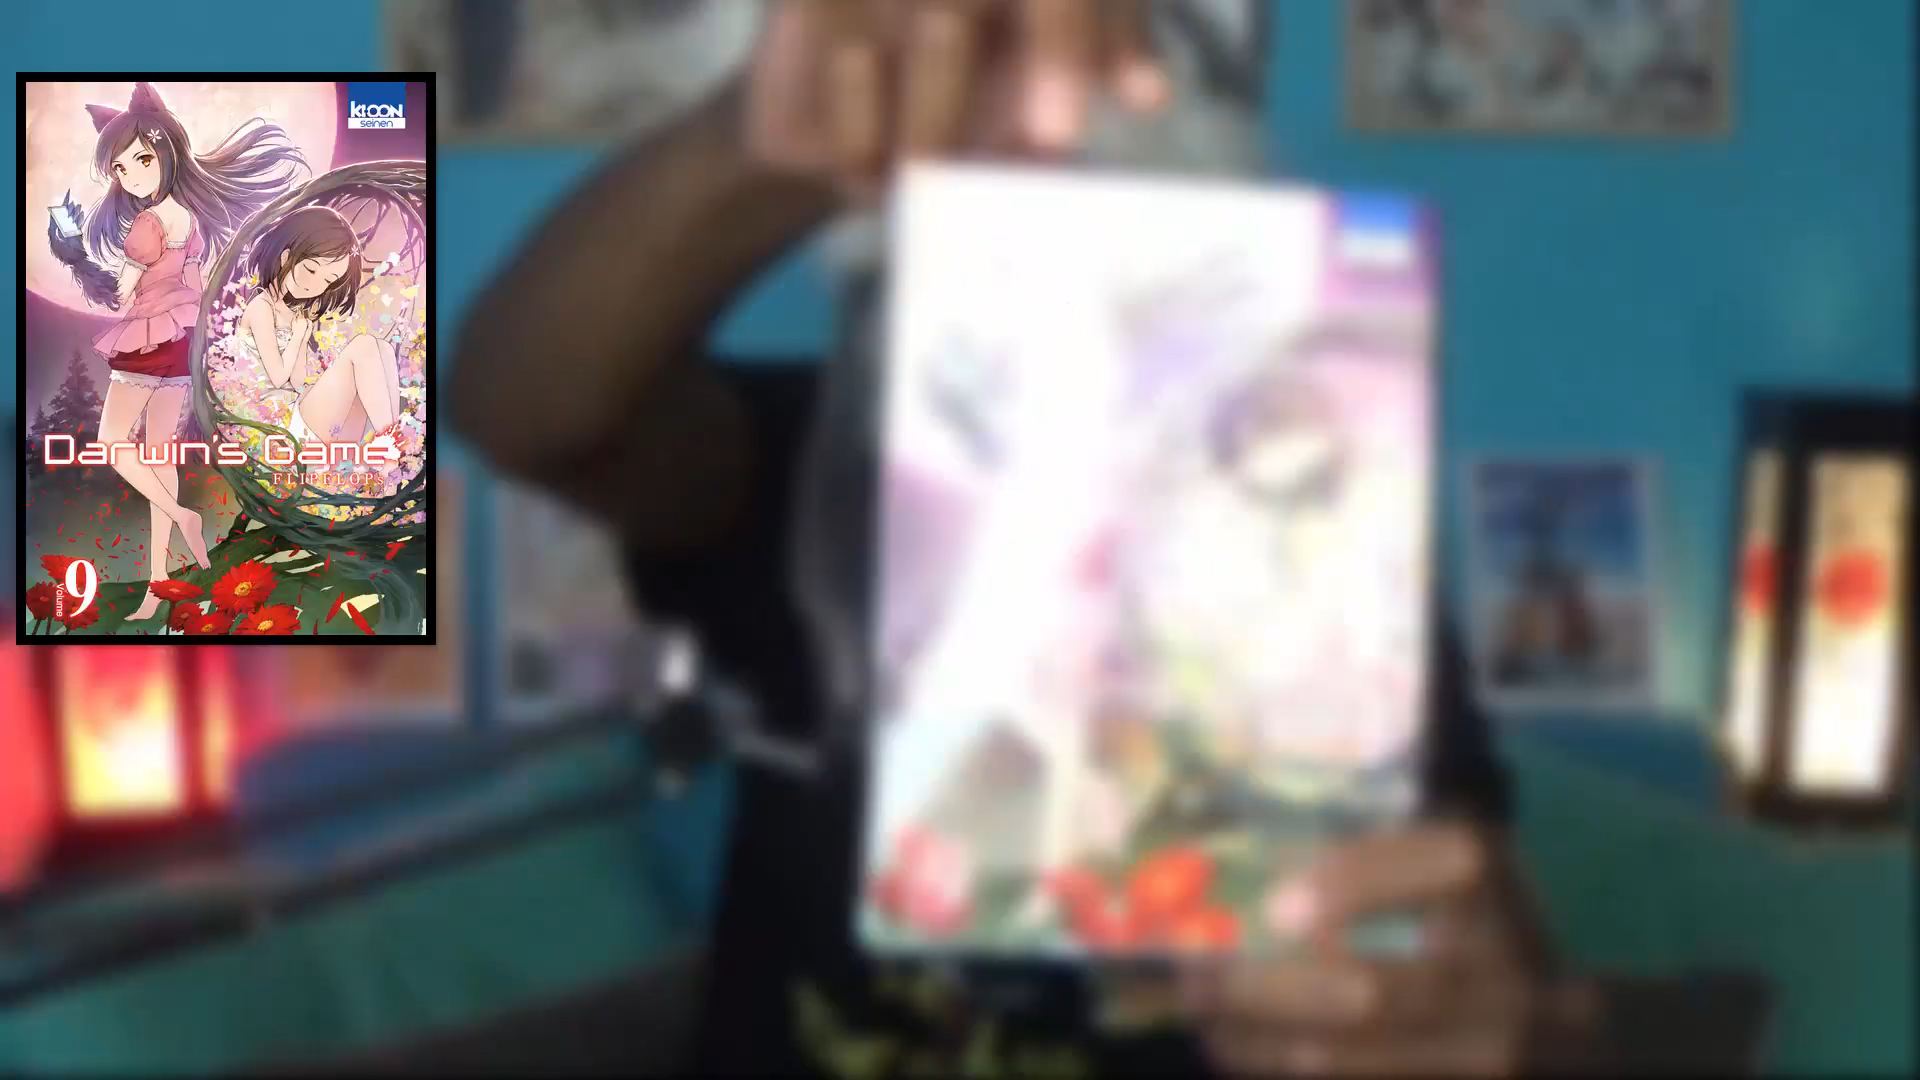 KI-OON
seinen
Darwin's Game
FLIPFLOPs
Volume 9